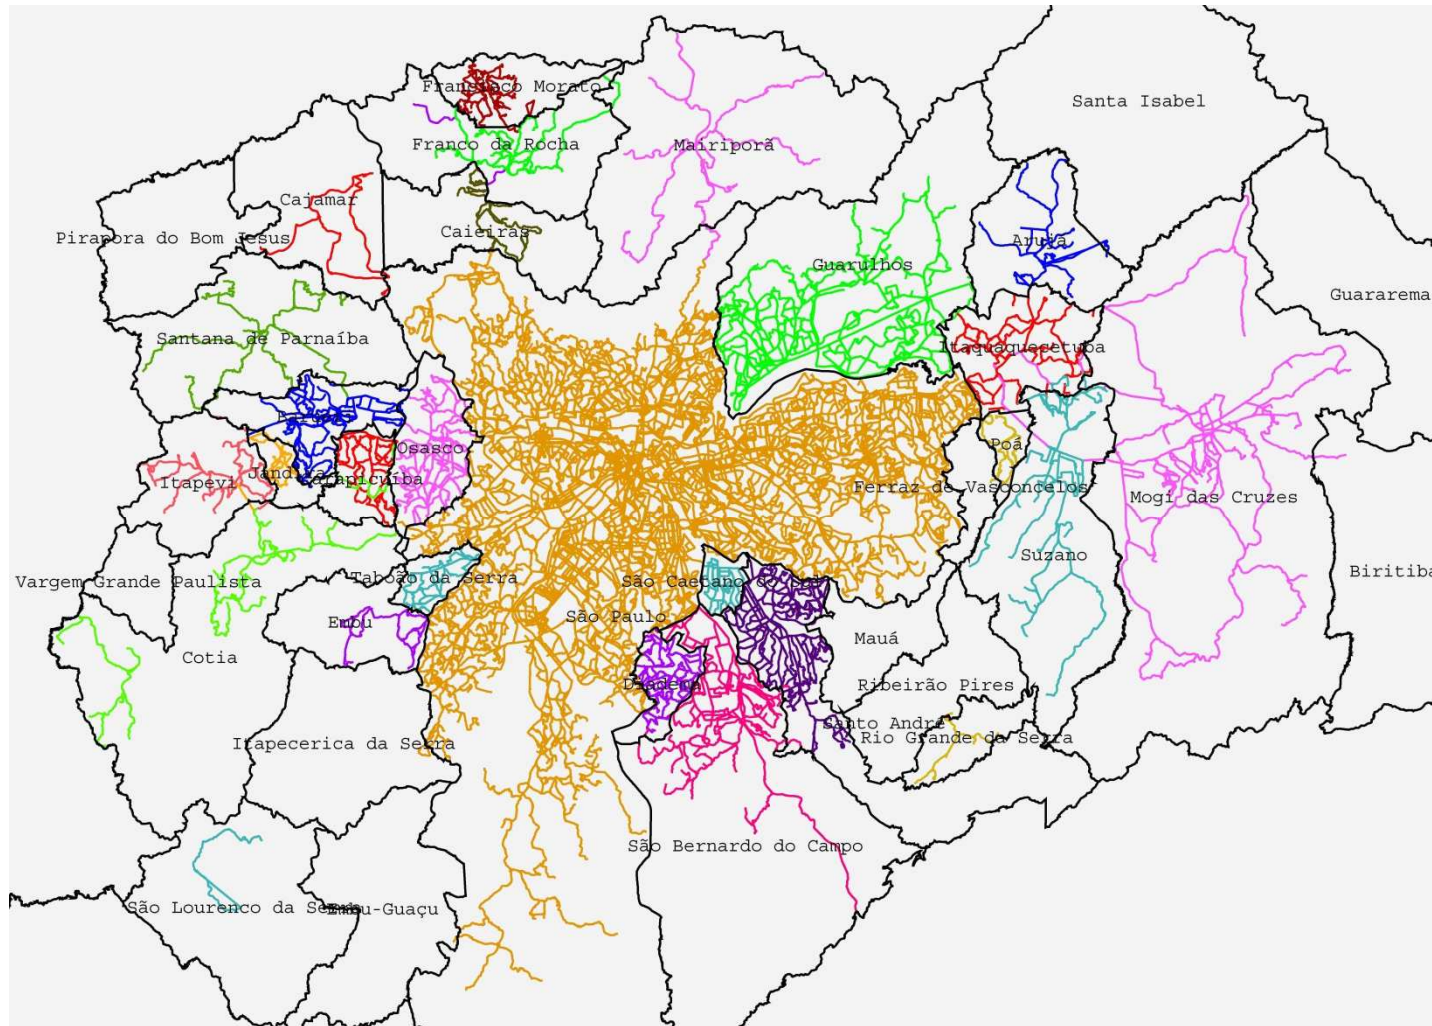 Francisco Morato
Santa Isabel
Franco da Rocha
Mairiporã
Cajamar
Pirapora do Bom Jesus
Caieiras
Arujá
Guarulhos
Guararema
Santana de Parnaíba
Itaquaquecetuba
Osasco
Poá
Jandira
Carapicuíba
Itapevi
Ferraz de Vasconcelos
Mogi das Cruzes
Suzano
Vargem Grande Paulista
Taboão da Serra
São Caetano do Sul
Biritiba
São Paulo
Embu
Mauá
Cotia
Diadema
Ribeirão Pires
Santo André
Rio Grande da Serra
Itapecerica da Serra
São Bernardo do Campo
São Lourenco da Serra
Embu-Guaçu